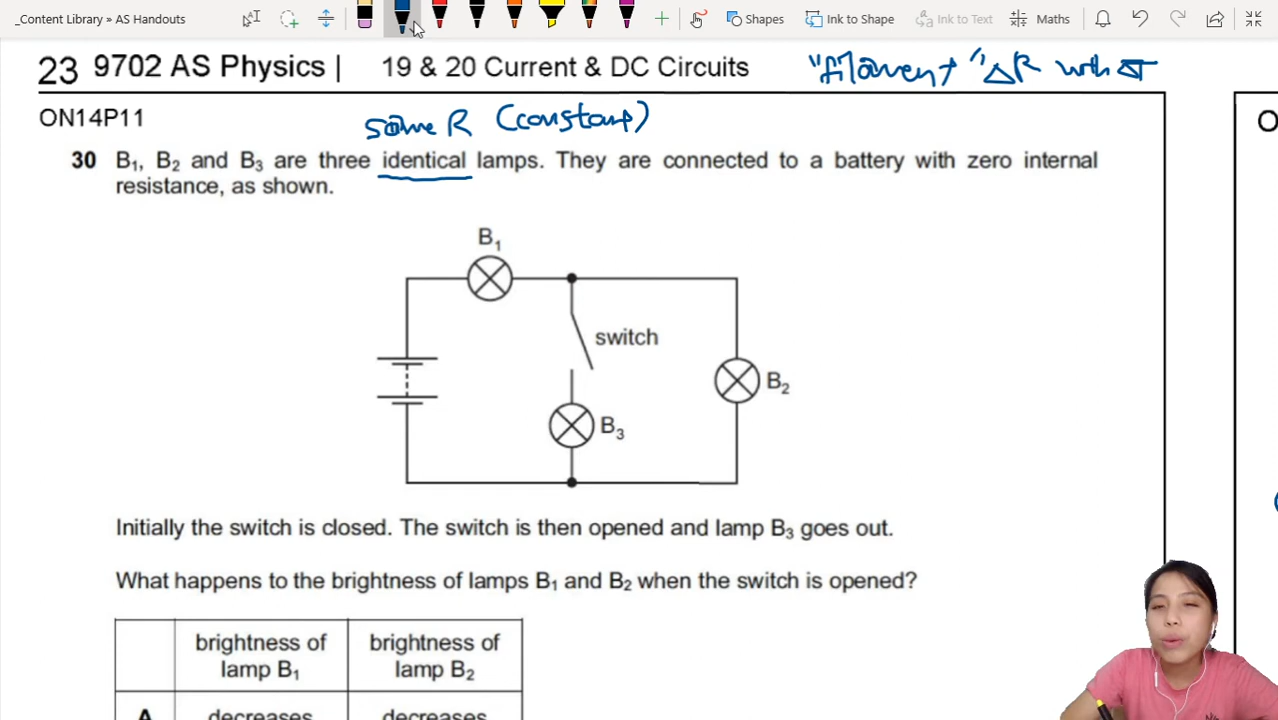 _Content Library > AS Handouts
Shapes
Ink to Shape
Ink to Text
Maths
23 9702 AS Physics | 19 & 20 Current & DC Circuits
"filament" ΔR with ΔT
ON14P11
same R (constant)
30 B1, B2 and B3 are three identical lamps. They are connected to a battery with zero internal
resistance, as shown.
B1
switch
B2
B3
Initially the switch is closed. The switch is then opened and lamp B3 goes out.
What happens to the brightness of lamps B1 and B2 when the switch is opened?
brightness of
lamp B1
brightness of
lamp B2
A decreases decreases